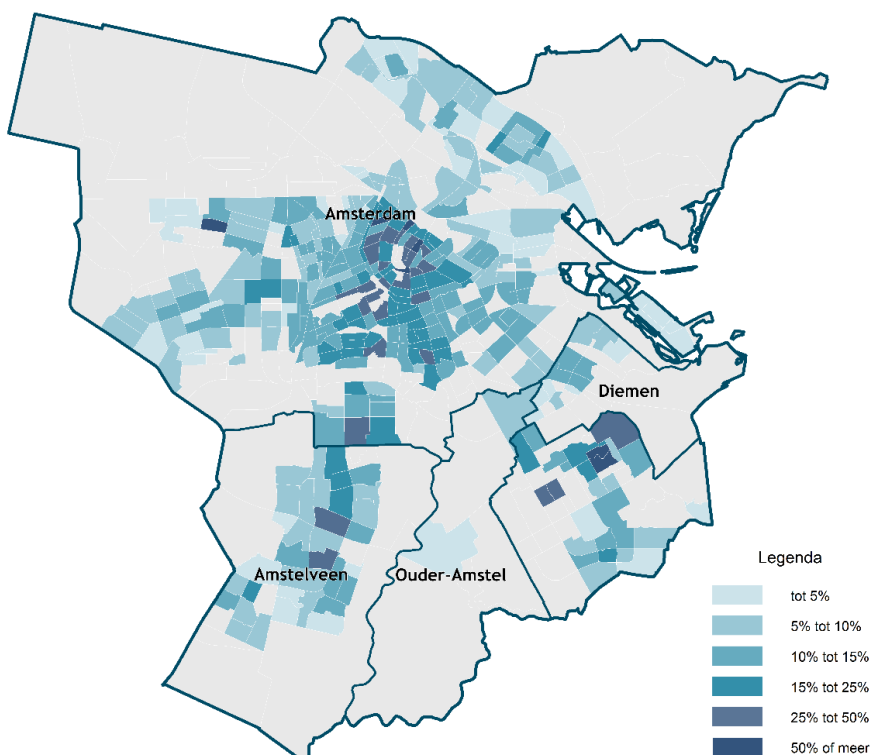 Amsterdam
Diemen
Amstelveen
Ouder-Amstel
Legenda
tot 5%
5% tot 10%
10% tot 15%
15% tot 25%
25% tot 50%
50% of meer